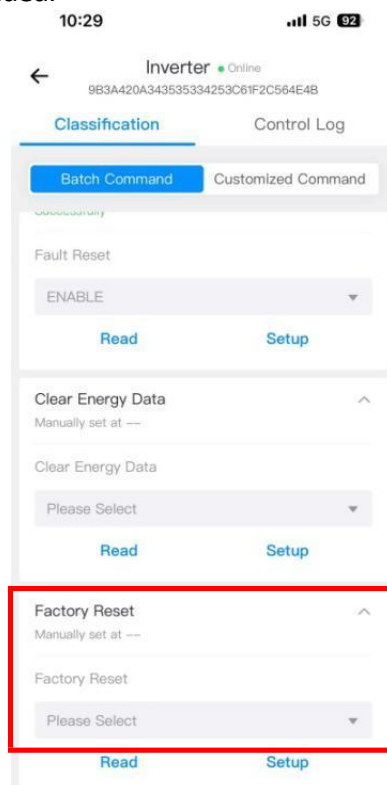 10:29 5G 92
Inverter Online
9B3A420A343535334253C61F2C564E4B
Classification Control Log
Batch Command Customized Command
Successfully
Fault Reset
ENABLE
Read Setup
Clear Energy Data
Manually set at --
Clear Energy Data
Please Select
Read Setup
Factory Reset
Manually set at --
Factory Reset
Please Select
Read Setup